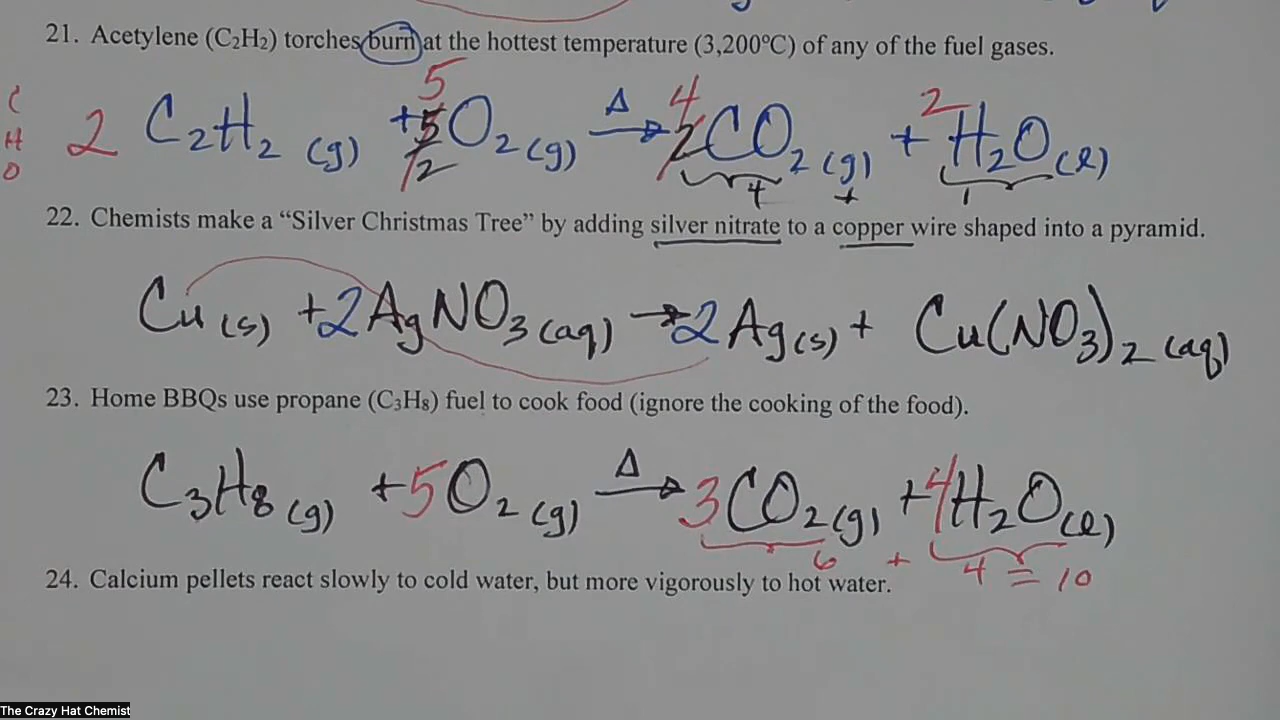 21. Acetylene (C₂H₂) torches burn at the hottest temperature (3,200°C) of any of the fuel gases.
C
H
O
5
2 C₂H₂ (g) + 5/2 O₂ (g) Δ→ 4 2 CO₂ (g) + 2 H₂O (l)
4 + 1
22. Chemists make a “Silver Christmas Tree” by adding silver nitrate to a copper wire shaped into a pyramid.
Cu (s) + 2AgNO₃ (aq) → 2Ag (s) + Cu(NO₃)₂ (aq)
23. Home BBQs use propane (C₃H₈) fuel to cook food (ignore the cooking of the food).
C₃H₈ (g) + 5O₂ (g) Δ→ 3CO₂ (g) + 4H₂O (l)
6 + 4 = 10
24. Calcium pellets react slowly to cold water, but more vigorously to hot water.
The Crazy Hat Chemist